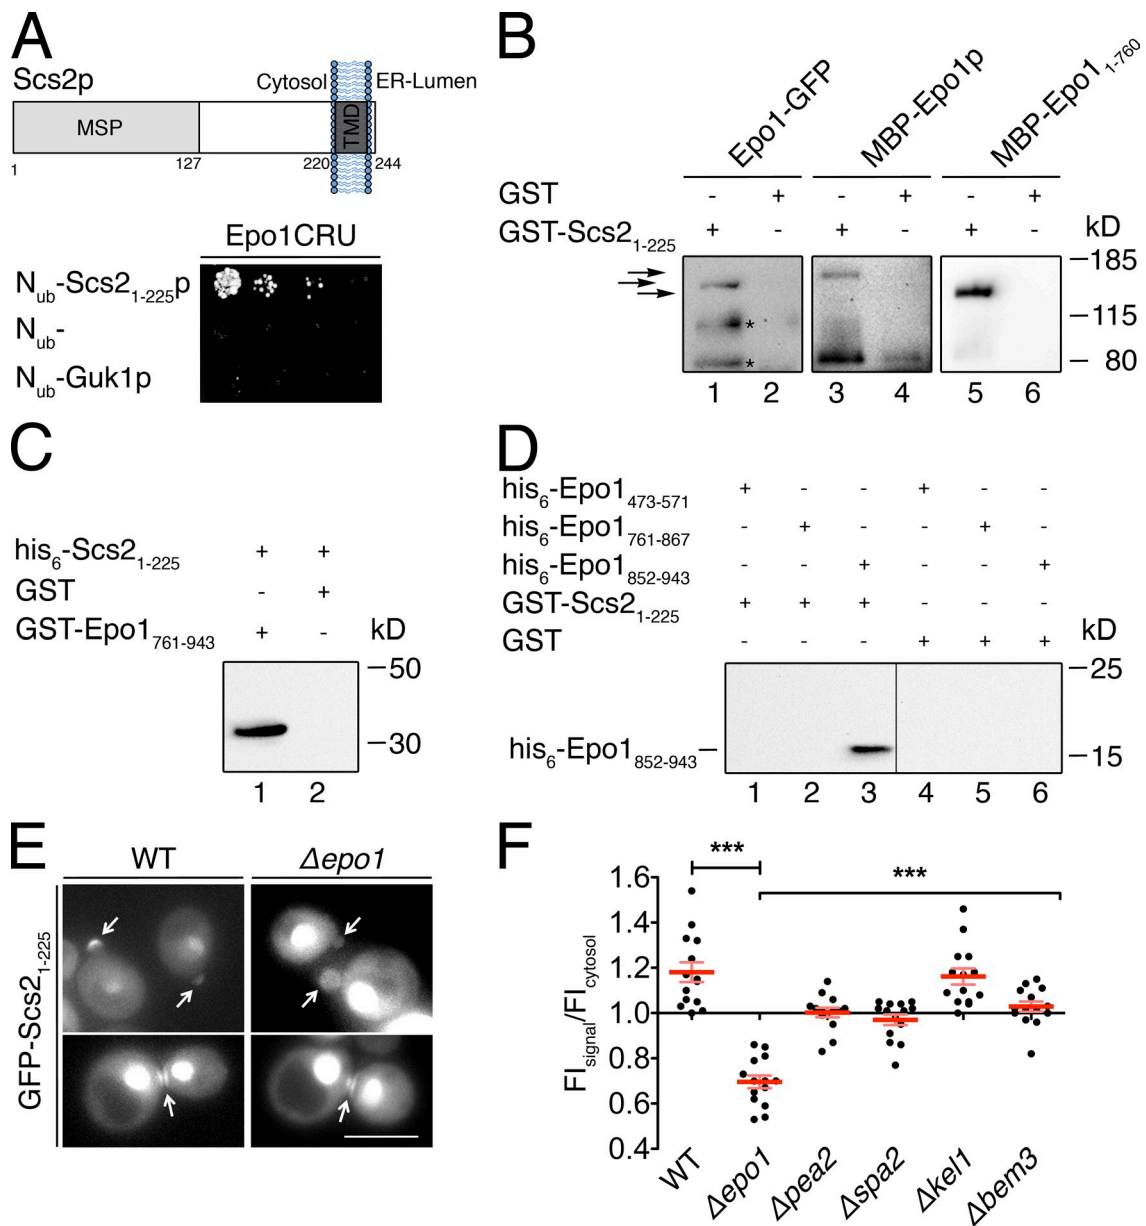 A
Scs2p
Cytosol
ER-Lumen
MSP
TMD
1
127
220
244
Epo1CRU
Nub-Scs21-225p
Nub-
Nub-Guk1p
B
Epo1-GFP
MBP-Epo1p
MBP-Epo11-760
GST - + - + - +
GST-Scs21-225 + - + - + - kD
185
115
80
* 
*
1 2 3 4 5 6
C
his6-Scs21-225 + +
GST - +
GST-Epo1761-943 + - kD
50
30
1 2
D
his6-Epo1473-571 + - - + - -
his6-Epo1761-867 - + - - + -
his6-Epo1852-943 - - + - - +
GST-Scs21-225 + + + - - -
GST - - - + + + kD
25
his6-Epo1852-943
15
1 2 3 4 5 6
E
WT
Δepo1
GFP-Scs21-225
F
***
***
FIsignal/FIcytosol
1.6
1.4
1.2
1.0
0.8
0.6
0.4
WT
Δepo1
Δpea2
Δspa2
Δkel1
Δbem3